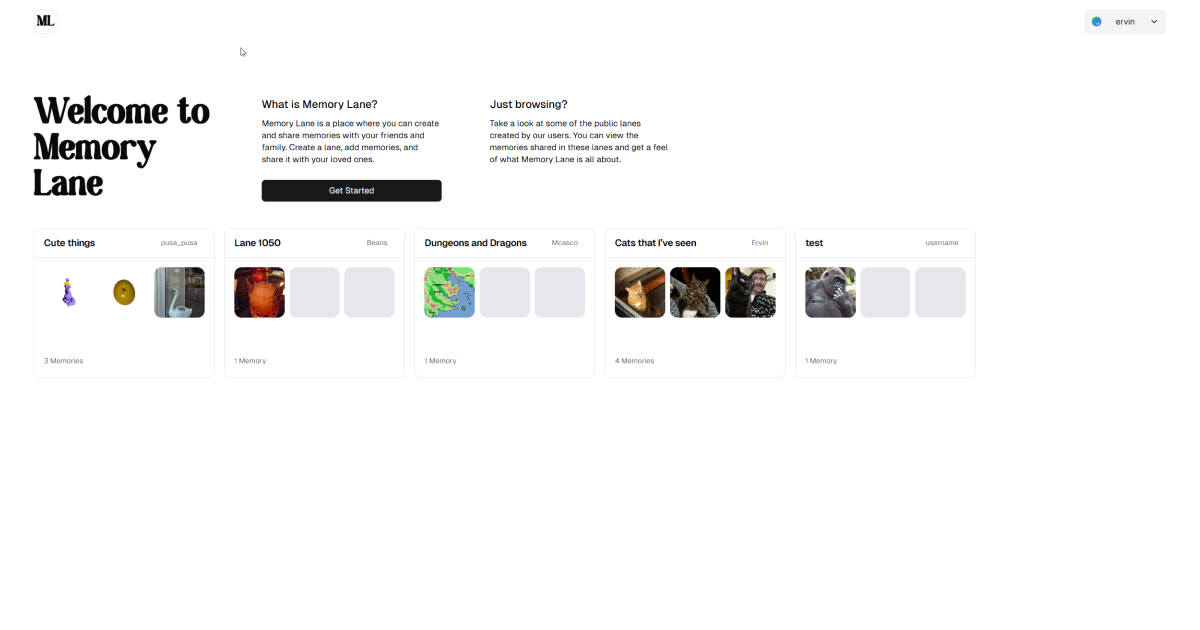 ML
ervin
Welcome to
Memory
Lane
What is Memory Lane?
Memory Lane is a place where you can create
and share memories with your friends and
family. Create a lane, add memories, and
share it with your loved ones.
Get Started
Just browsing?
Take a look at some of the public lanes
created by our users. You can view the
memories shared in these lanes and get a feel
of what Memory Lane is all about.
Cute things
pusa_pusa
3 Memories
Lane 1050
Beans
1 Memory
Dungeons and Dragons
Mcasco
1 Memory
Cats that I've seen
Ervin
4 Memories
test
username
1 Memory